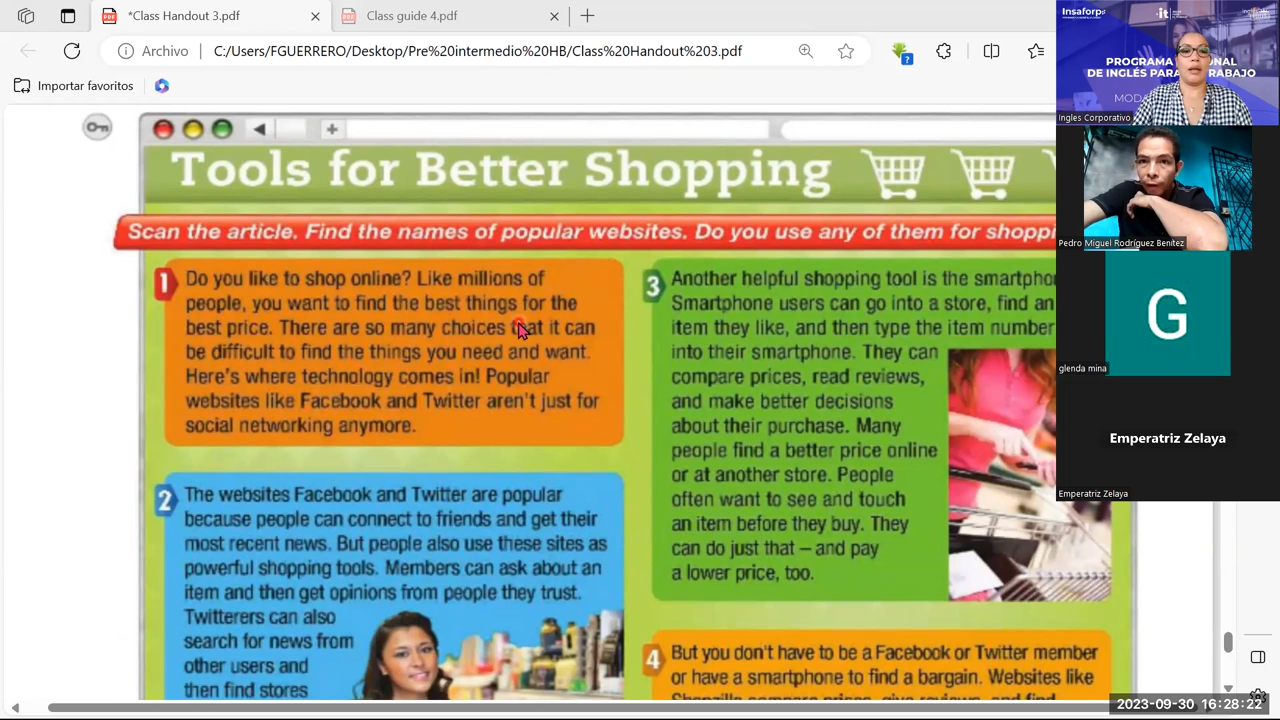 *Class Handout 3.pdf
Class guide 4.pdf
Archivo
C:/Users/FGUERRERO/Desktop/Pre%20intermedio%20HB/Class%20Handout%203.pdf
Importar favoritos
Tools for Better Shopping
Scan the article. Find the names of popular websites. Do you use any of them for shoppi
1
Do you like to shop online? Like millions of
people, you want to find the best things for the
best price. There are so many choices that it can
be difficult to find the things you need and want.
Here's where technology comes in! Popular
websites like Facebook and Twitter aren't just for
social networking anymore.
2
The websites Facebook and Twitter are popular
because people can connect to friends and get their
most recent news. But people also use these sites as
powerful shopping tools. Members can ask about an
item and then get opinions from people they trust.
Twitterers can also
search for news from
other users and
then find stores
3
Another helpful shopping tool is the smartpho
Smartphone users can go into a store, find an
item they like, and then type the item number
into their smartphone. They can
compare prices, read reviews,
and make better decisions
about their purchase. Many
people find a better price online
or at another store. People
often want to see and touch
an item before they buy. They
can do just that – and pay
a lower price, too.
4
But you don't have to be a Facebook or Twitter member
or have a smartphone to find a bargain. Websites like
Shopzilla compare prices, give reviews, and find
Insaforp
it
PROGRAMA
DE INGLÉS PARA
Ingles Corporativo
Pedro Miguel Rodríguez Benítez
G
glenda mina
Emperatriz Zelaya
Emperatriz Zelaya
2023-09-30 16:28:22